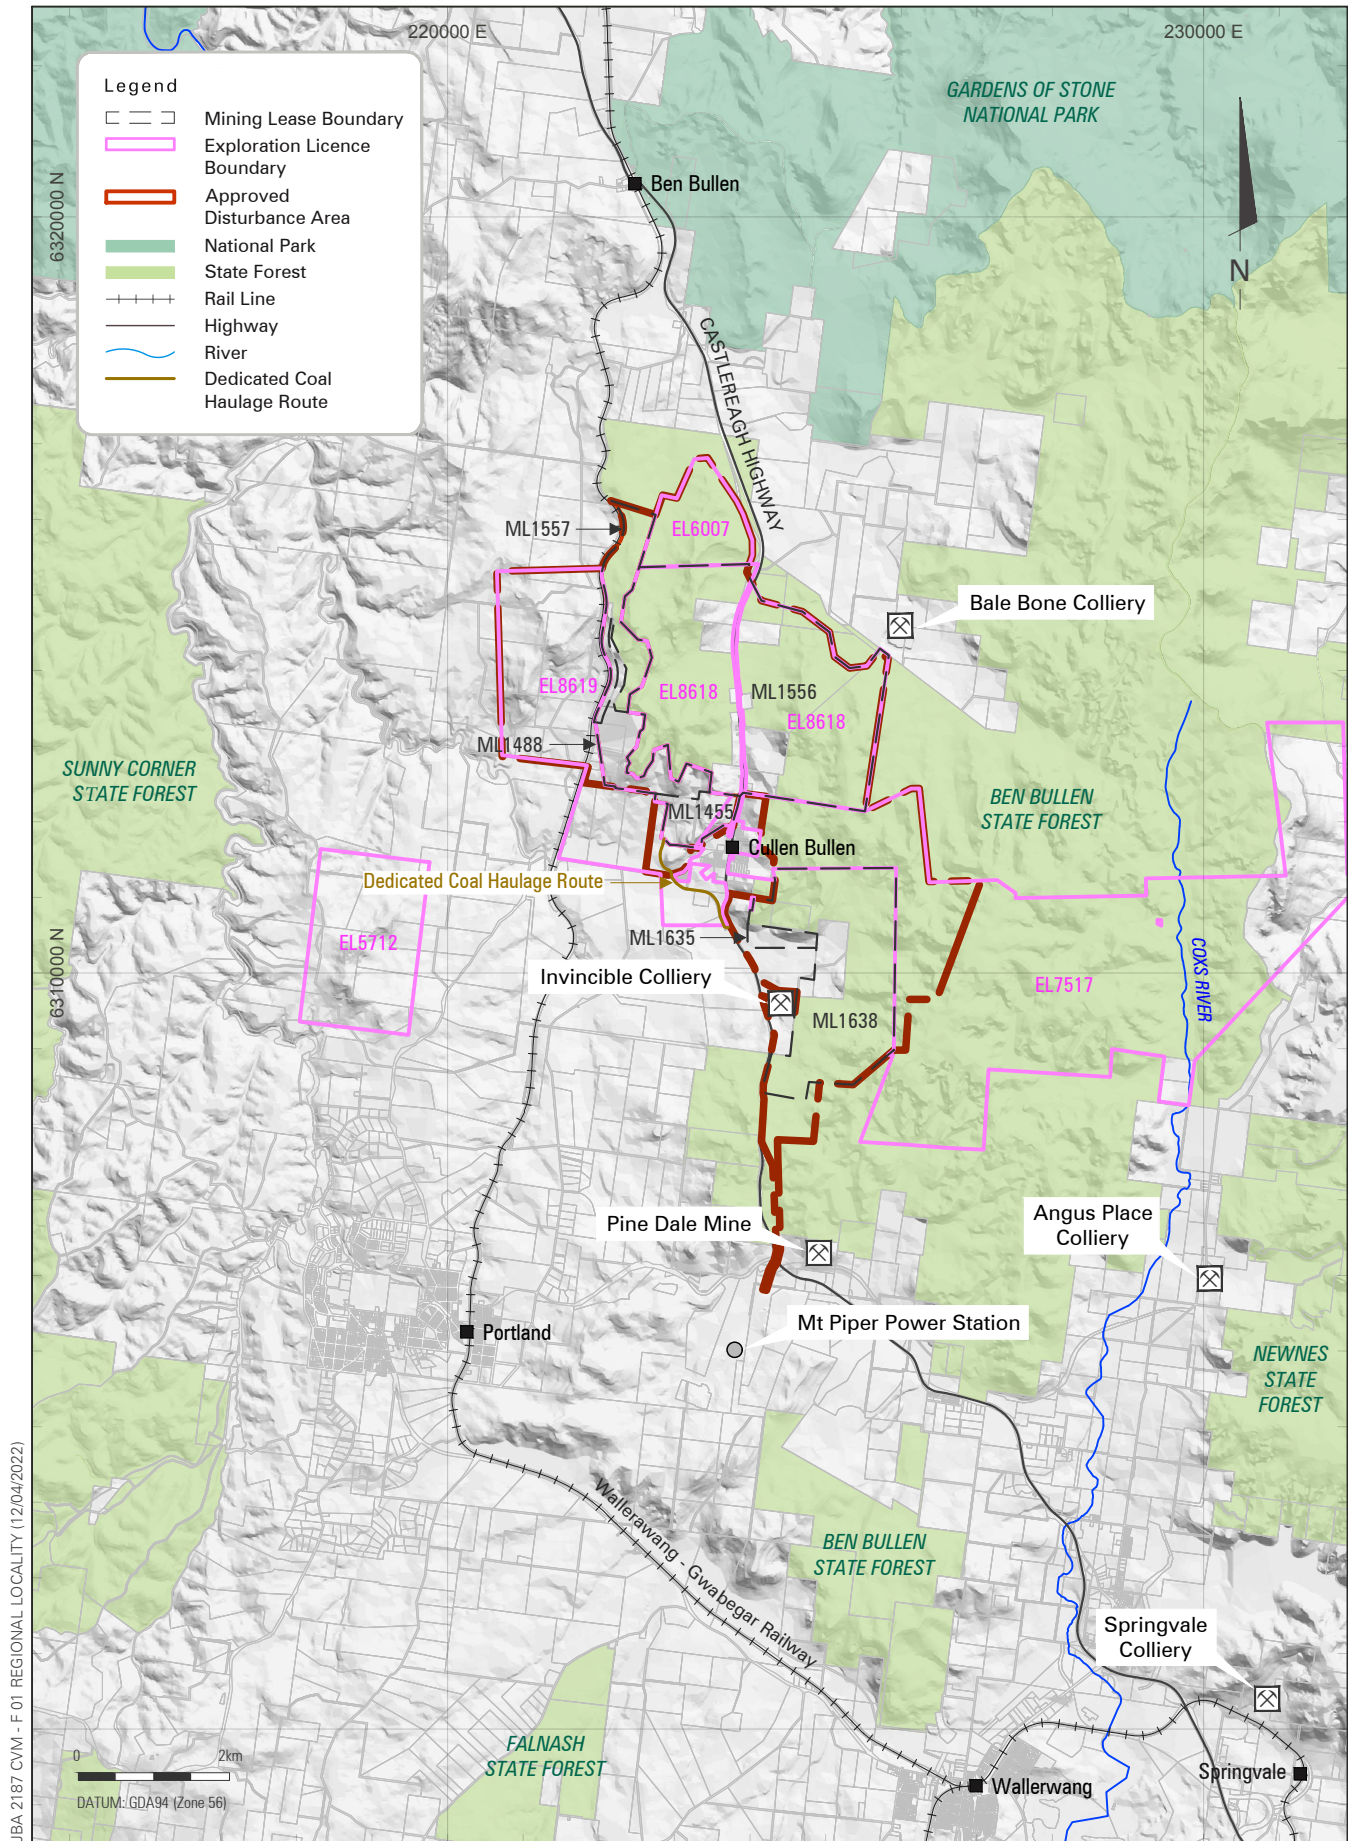 220000 E
230000 E
Legend
Mining Lease Boundary
Exploration Licence
Boundary
Approved
Disturbance Area
National Park
State Forest
Rail Line
Highway
River
Dedicated Coal
Haulage Route
GARDENS OF STONE
NATIONAL PARK
6320000 N
Ben Bullen
N
CASTLEREAGH HIGHWAY
ML1557
EL6007
Bale Bone Colliery
EL8619
EL8618
ML1556
EL8618
ML1488
SUNNY CORNER
STATE FOREST
BEN BULLEN
STATE FOREST
ML1455
Cullen Bullen
Dedicated Coal Haulage Route
EL5712
ML1635
6310000 N
Invincible Colliery
EL7517
COXS RIVER
ML1638
Pine Dale Mine
Angus Place
Colliery
Mt Piper Power Station
Portland
NEWNES
STATE
FOREST
Wallerawang - Gwabegar Railway
BEN BULLEN
STATE FOREST
Springvale
Colliery
FALNASH
STATE FOREST
0
2km
DATUM: GDA94 (Zone 56)
Wallerwang
Springvale
UBA 2187 CVM - F 01 REGIONAL LOCALITY (12/04/2022)